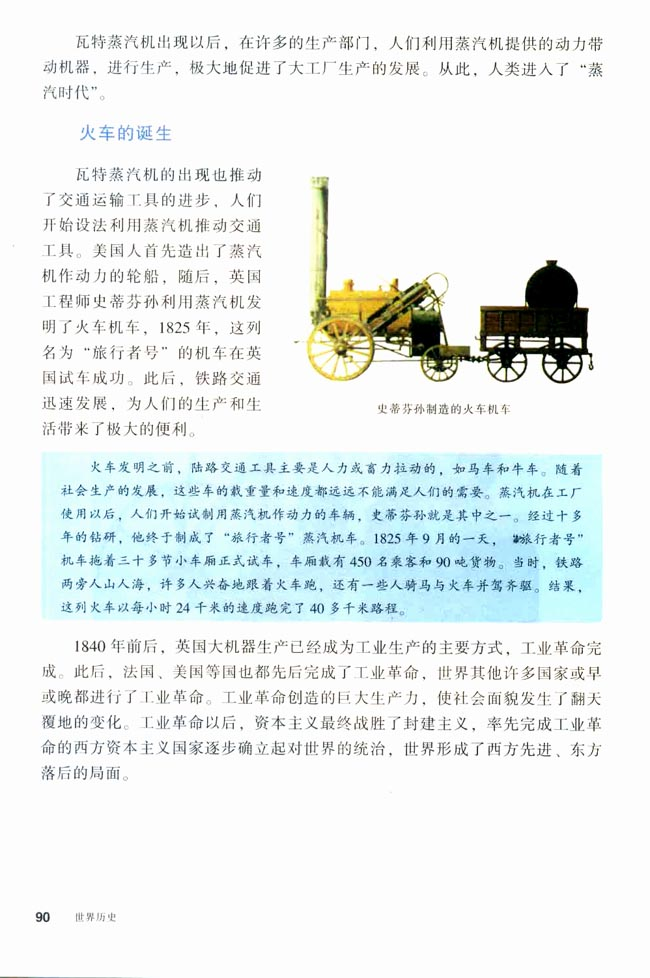 瓦特蒸汽机出现以后，在许多的生产部门，人们利用蒸汽机提供的动力带
动机器，进行生产，极大地促进了大工厂生产的发展。从此，人类进入了“蒸
汽时代”。
火车的诞生
瓦特蒸汽机的出现也推动
了交通运输工具的进步，人们
开始设法利用蒸汽机推动交通
工具。美国人首先造出了蒸汽
机作动力的轮船，随后，英国
工程师史蒂芬孙利用蒸汽机发
明了火车机车，1825 年，这列
名为“旅行者号”的机车在英
国试车成功。此后，铁路交通
迅速发展，为人们的生产和生
活带来了极大的便利。
史蒂芬孙制造的火车机车
火车发明之前，陆路交通工具主要是人力或畜力拉动的，如马车和牛车。随着
社会生产的发展，这些车的载重量和速度都远远不能满足人们的需要。蒸汽机在工厂
使用以后，人们开始试制用蒸汽机作动力的车辆，史蒂芬孙就是其中之一。经过十多
年的钻研，他终于制成了“旅行者号”蒸汽机车。1825 年 9 月的一天，“旅行者号”
机车拖着三十多节小车厢正式试车，车厢载有 450 名乘客和 90 吨货物。当时，铁路
两旁人山人海，许多人兴奋地跟着火车跑，还有一些人骑马与火车并驾齐驱。结果，
这列火车以每小时 24 千米的速度跑完了 40 多千米路程。
1840 年前后，英国大机器生产已经成为工业生产的主要方式，工业革命完
成。此后，法国、美国等国也都先后完成了工业革命，世界其他许多国家或早
或晚都进行了工业革命。工业革命创造的巨大生产力，使社会面貌发生了翻天
覆地的变化。工业革命以后，资本主义最终战胜了封建主义，率先完成工业革
命的西方资本主义国家逐步确立起对世界的统治，世界形成了西方先进、东方
落后的局面。
90 世界历史